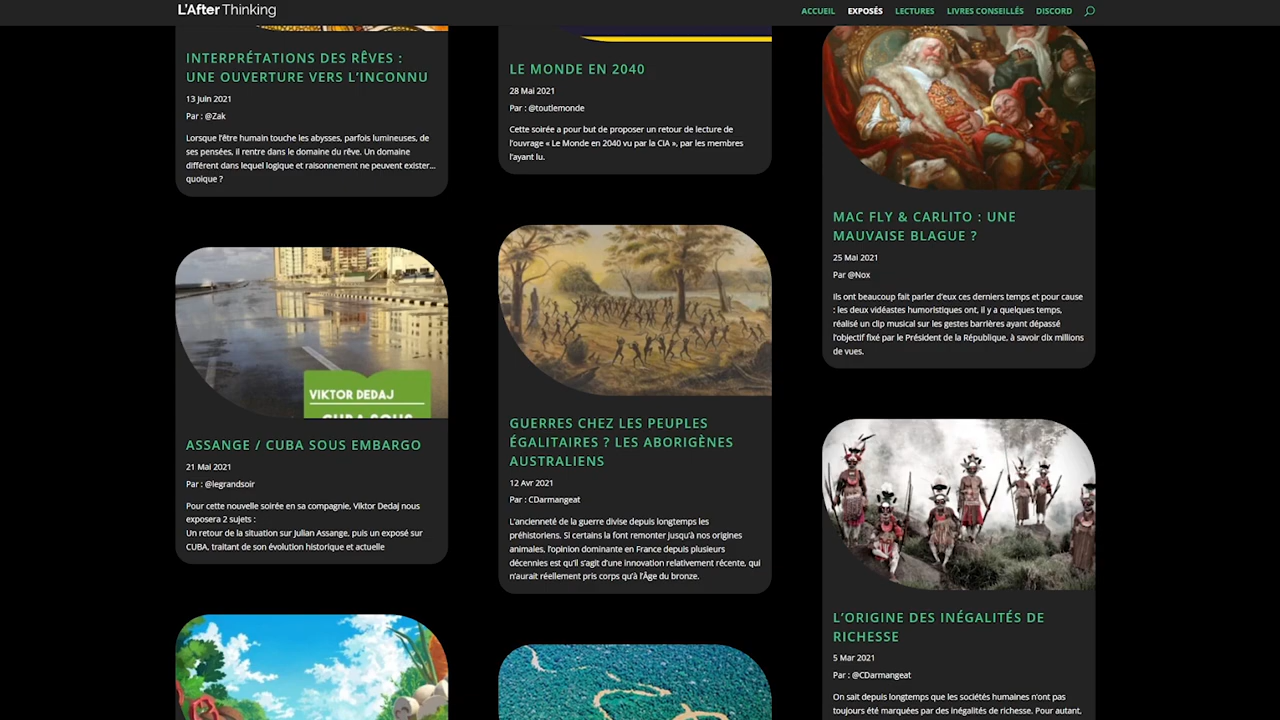 L'After Thinking
ACCUEIL
EXPOSÉS
LECTURES
LIVRES CONSEILLÉS
DISCORD
INTERPRÉTATIONS DES RÊVES :
UNE OUVERTURE VERS L'INCONNU
13 Juin 2021
Par : @Zak
Lorsque l'être humain touche les abysses, parfois lumineuses, de
ses pensées, il rentre dans le domaine du rêve. Un domaine
différent dans lequel logique et raisonnement ne peuvent exister...
quoique ?
VIKTOR DEDAJ
CUBA SOUS
ASSANGE / CUBA SOUS EMBARGO
21 Mai 2021
Par : @legrandsoir
Pour cette nouvelle soirée en sa compagnie, Viktor Dedaj nous
exposera 2 sujets :
Un retour de la situation sur Julian Assange, puis un exposé sur
CUBA, traitant de son évolution historique et actuelle
LE MONDE EN 2040
28 Mai 2021
Par : @toutlemonde
Cette soirée a pour but de proposer un retour de lecture de
l'ouvrage « Le Monde en 2040 vu par la CIA », par les membres
l'ayant lu.
GUERRES CHEZ LES PEUPLES
ÉGALITAIRES ? LES ABORIGÈNES
AUSTRALIENS
12 Avr 2021
Par : CDarmangeat
L'ancienneté de la guerre divise depuis longtemps les
préhistoriens. Si certains la font remonter jusqu'à nos origines
animales, l'opinion dominante en France depuis plusieurs
décennies est qu'il s'agit d'une innovation relativement récente, qui
n'aurait réellement pris corps qu'à l'Âge du bronze.
MAC FLY & CARLITO : UNE
MAUVAISE BLAGUE ?
25 Mai 2021
Par @Nox
Ils ont beaucoup fait parler d'eux ces derniers temps et pour cause
: les deux vidéastes humoristiques ont, il y a quelques temps,
réalisé un clip musical sur les gestes barrières ayant dépassé
l'objectif fixé par le Président de la République, à savoir dix millions
de vues.
L'ORIGINE DES INÉGALITÉS DE
RICHESSE
5 Mar 2021
Par : @CDarmangeat
On sait depuis longtemps que les sociétés humaines n'ont pas
toujours été marquées par des inégalités de richesse. Pour autant,